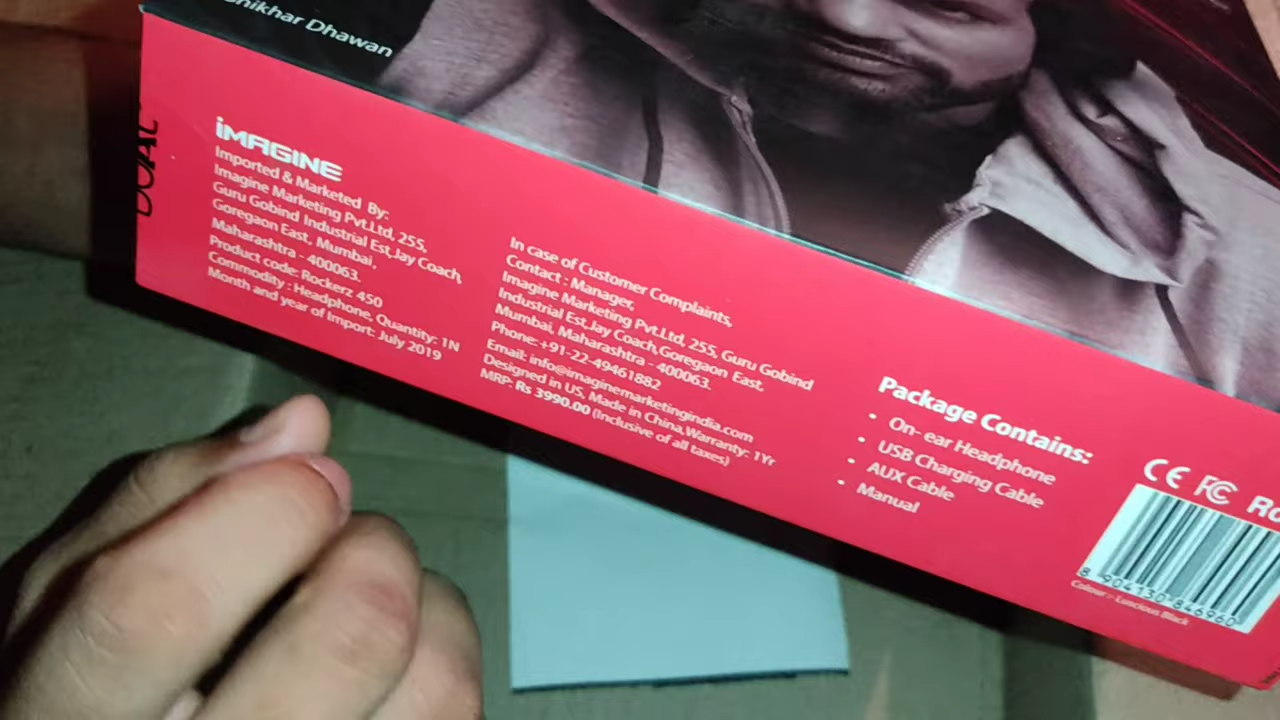 Shikhar Dhawan
DUAL
iMAGINE
Imported & Marketed By:
Imagine Marketing Pvt.Ltd, 255,
Guru Gobind Industrial Est,Jay Coach,
Goregaon East, Mumbai,
Maharashtra - 400063.
Product code: Rockerz 450
Commodity : Headphone, Quantity: 1N
Month and year of Import: July 2019
In case of Customer Complaints,
Contact : Manager,
Imagine Marketing Pvt.Ltd, 255, Guru Gobind
Industrial Est,Jay Coach,Goregaon East,
Mumbai, Maharashtra - 400063.
Phone: +91-22-49461882
Email: info@imaginemarketingindia.com
Designed in US, Made in China,Warranty: 1Yr
MRP: Rs 3990.00 (Inclusive of all taxes)
Package Contains:
• On- ear Headphone
• USB Charging Cable
• AUX Cable
• Manual
CE FC
8 904130 846960
Colour :- Luscious Black